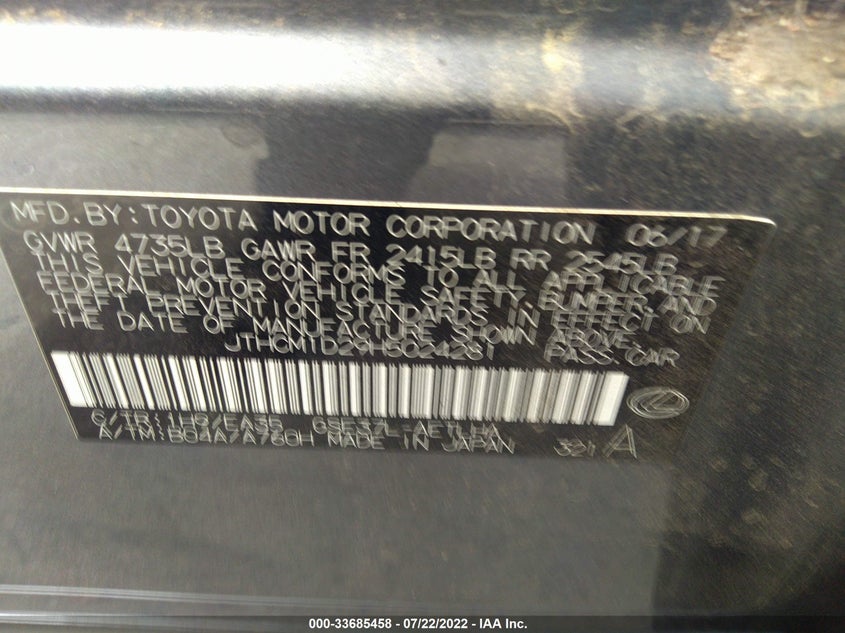 MFD. BY: TOYOTA MOTOR CORPORATION 06/17
GVWR 4735LB GAWR FR 2415LB RR 2545LB
THIS VEHICLE CONFORMS TO ALL APPLICABLE
FEDERAL MOTOR VEHICLE SAFETY, BUMPER AND
THEFT PREVENTION STANDARDS IN EFFECT ON
THE DATE OF MANUFACTURE SHOWN ABOVE.
JTHCM1D29H5024281 PASS. CAR
C/TR: 1H9/EA35 GSE37L-AETLHA
A/TM: B04A/A760H MADE IN JAPAN 321 A
000-33685458 - 07/22/2022 - IAA Inc.